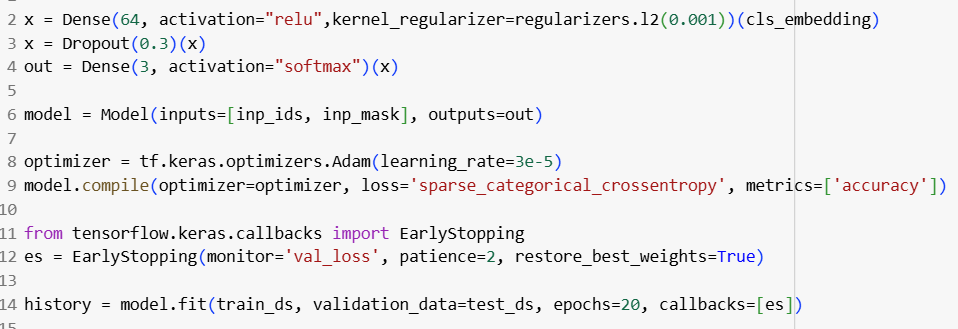 2 x = Dense(64, activation="relu",kernel_regularizer=regularizers.l2(0.001))(cls_embedding)
3 x = Dropout(0.3)(x)
4 out = Dense(3, activation="softmax")(x)
5
6 model = Model(inputs=[inp_ids, inp_mask], outputs=out)
7
8 optimizer = tf.keras.optimizers.Adam(learning_rate=3e-5)
9 model.compile(optimizer=optimizer, loss='sparse_categorical_crossentropy', metrics=['accuracy'])
10
11 from tensorflow.keras.callbacks import EarlyStopping
12 es = EarlyStopping(monitor='val_loss', patience=2, restore_best_weights=True)
13
14 history = model.fit(train_ds, validation_data=test_ds, epochs=20, callbacks=[es])